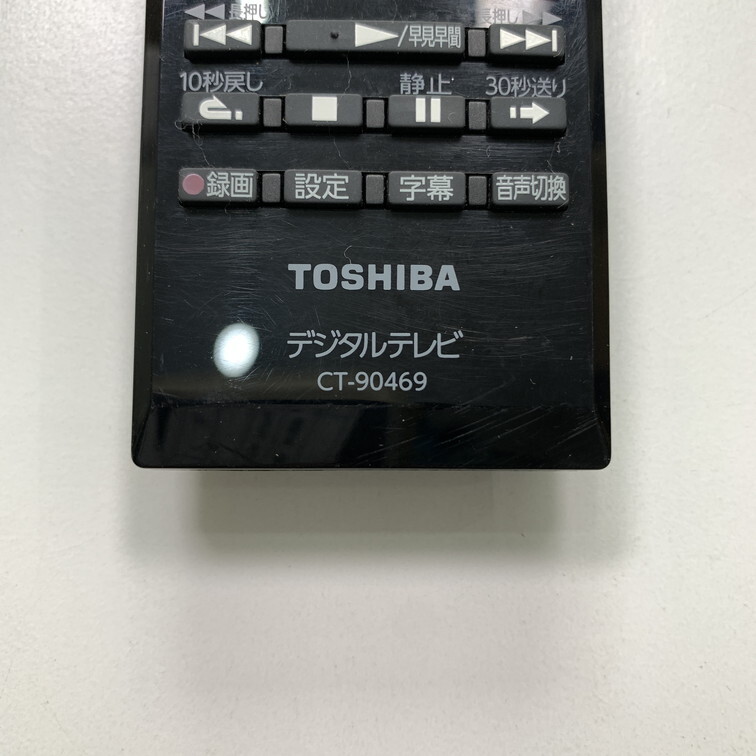 ◀◀長押し 長押し▶▶
/早見早聞
10秒戻し 静止 30秒送り
録画 設定 字幕 音声切換
TOSHIBA
デジタルテレビ
CT-90469